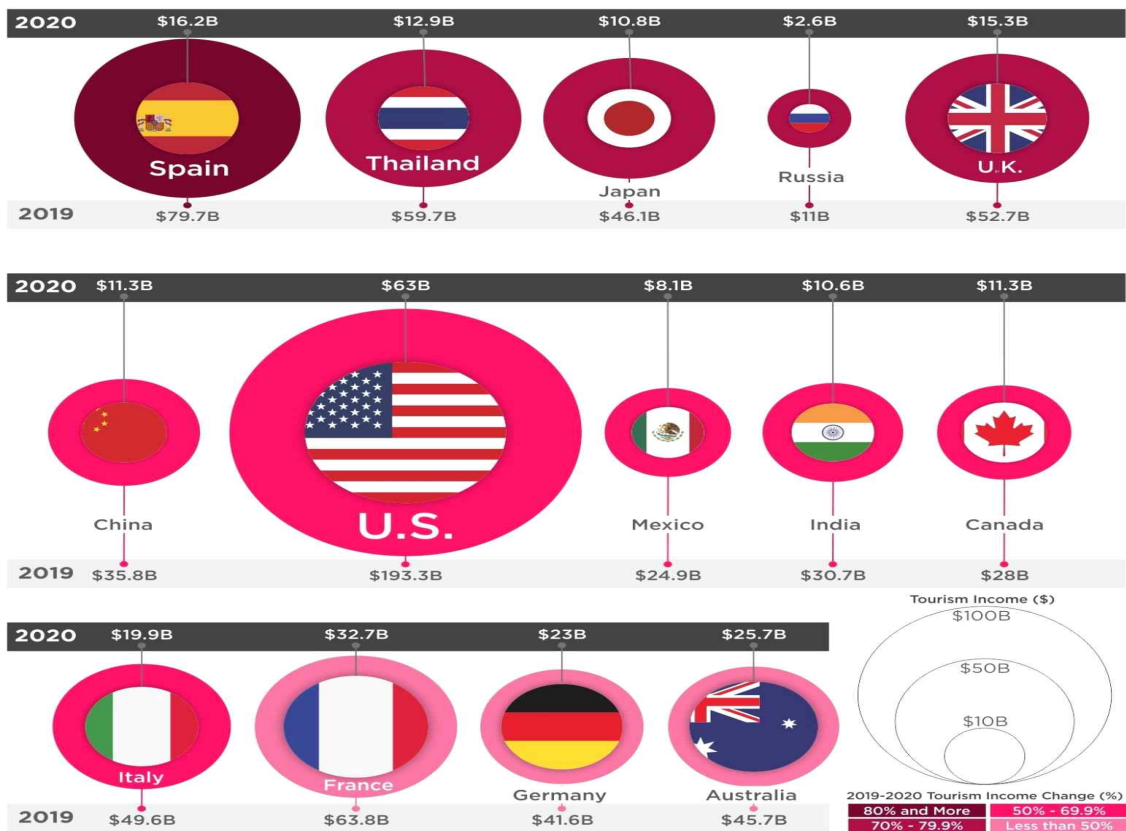 2020 $16.2B $12.9B $10.8B $2.6B $15.3B
Spain Thailand Japan Russia U.K.
2019 $79.7B $59.7B $46.1B $11B $52.7B
2020 $11.3B $63B $8.1B $10.6B $11.3B
China U.S. Mexico India Canada
2019 $35.8B $193.3B $24.9B $30.7B $28B
2020 $19.9B $32.7B $23B $25.7B
Italy France Germany Australia
2019 $49.6B $63.8B $41.6B $45.7B
Tourism Income ($)
$100B
$50B
$10B
2019-2020 Tourism Income Change (%)
80% and More 50% - 69.9%
70% - 79.9% Less than 50%